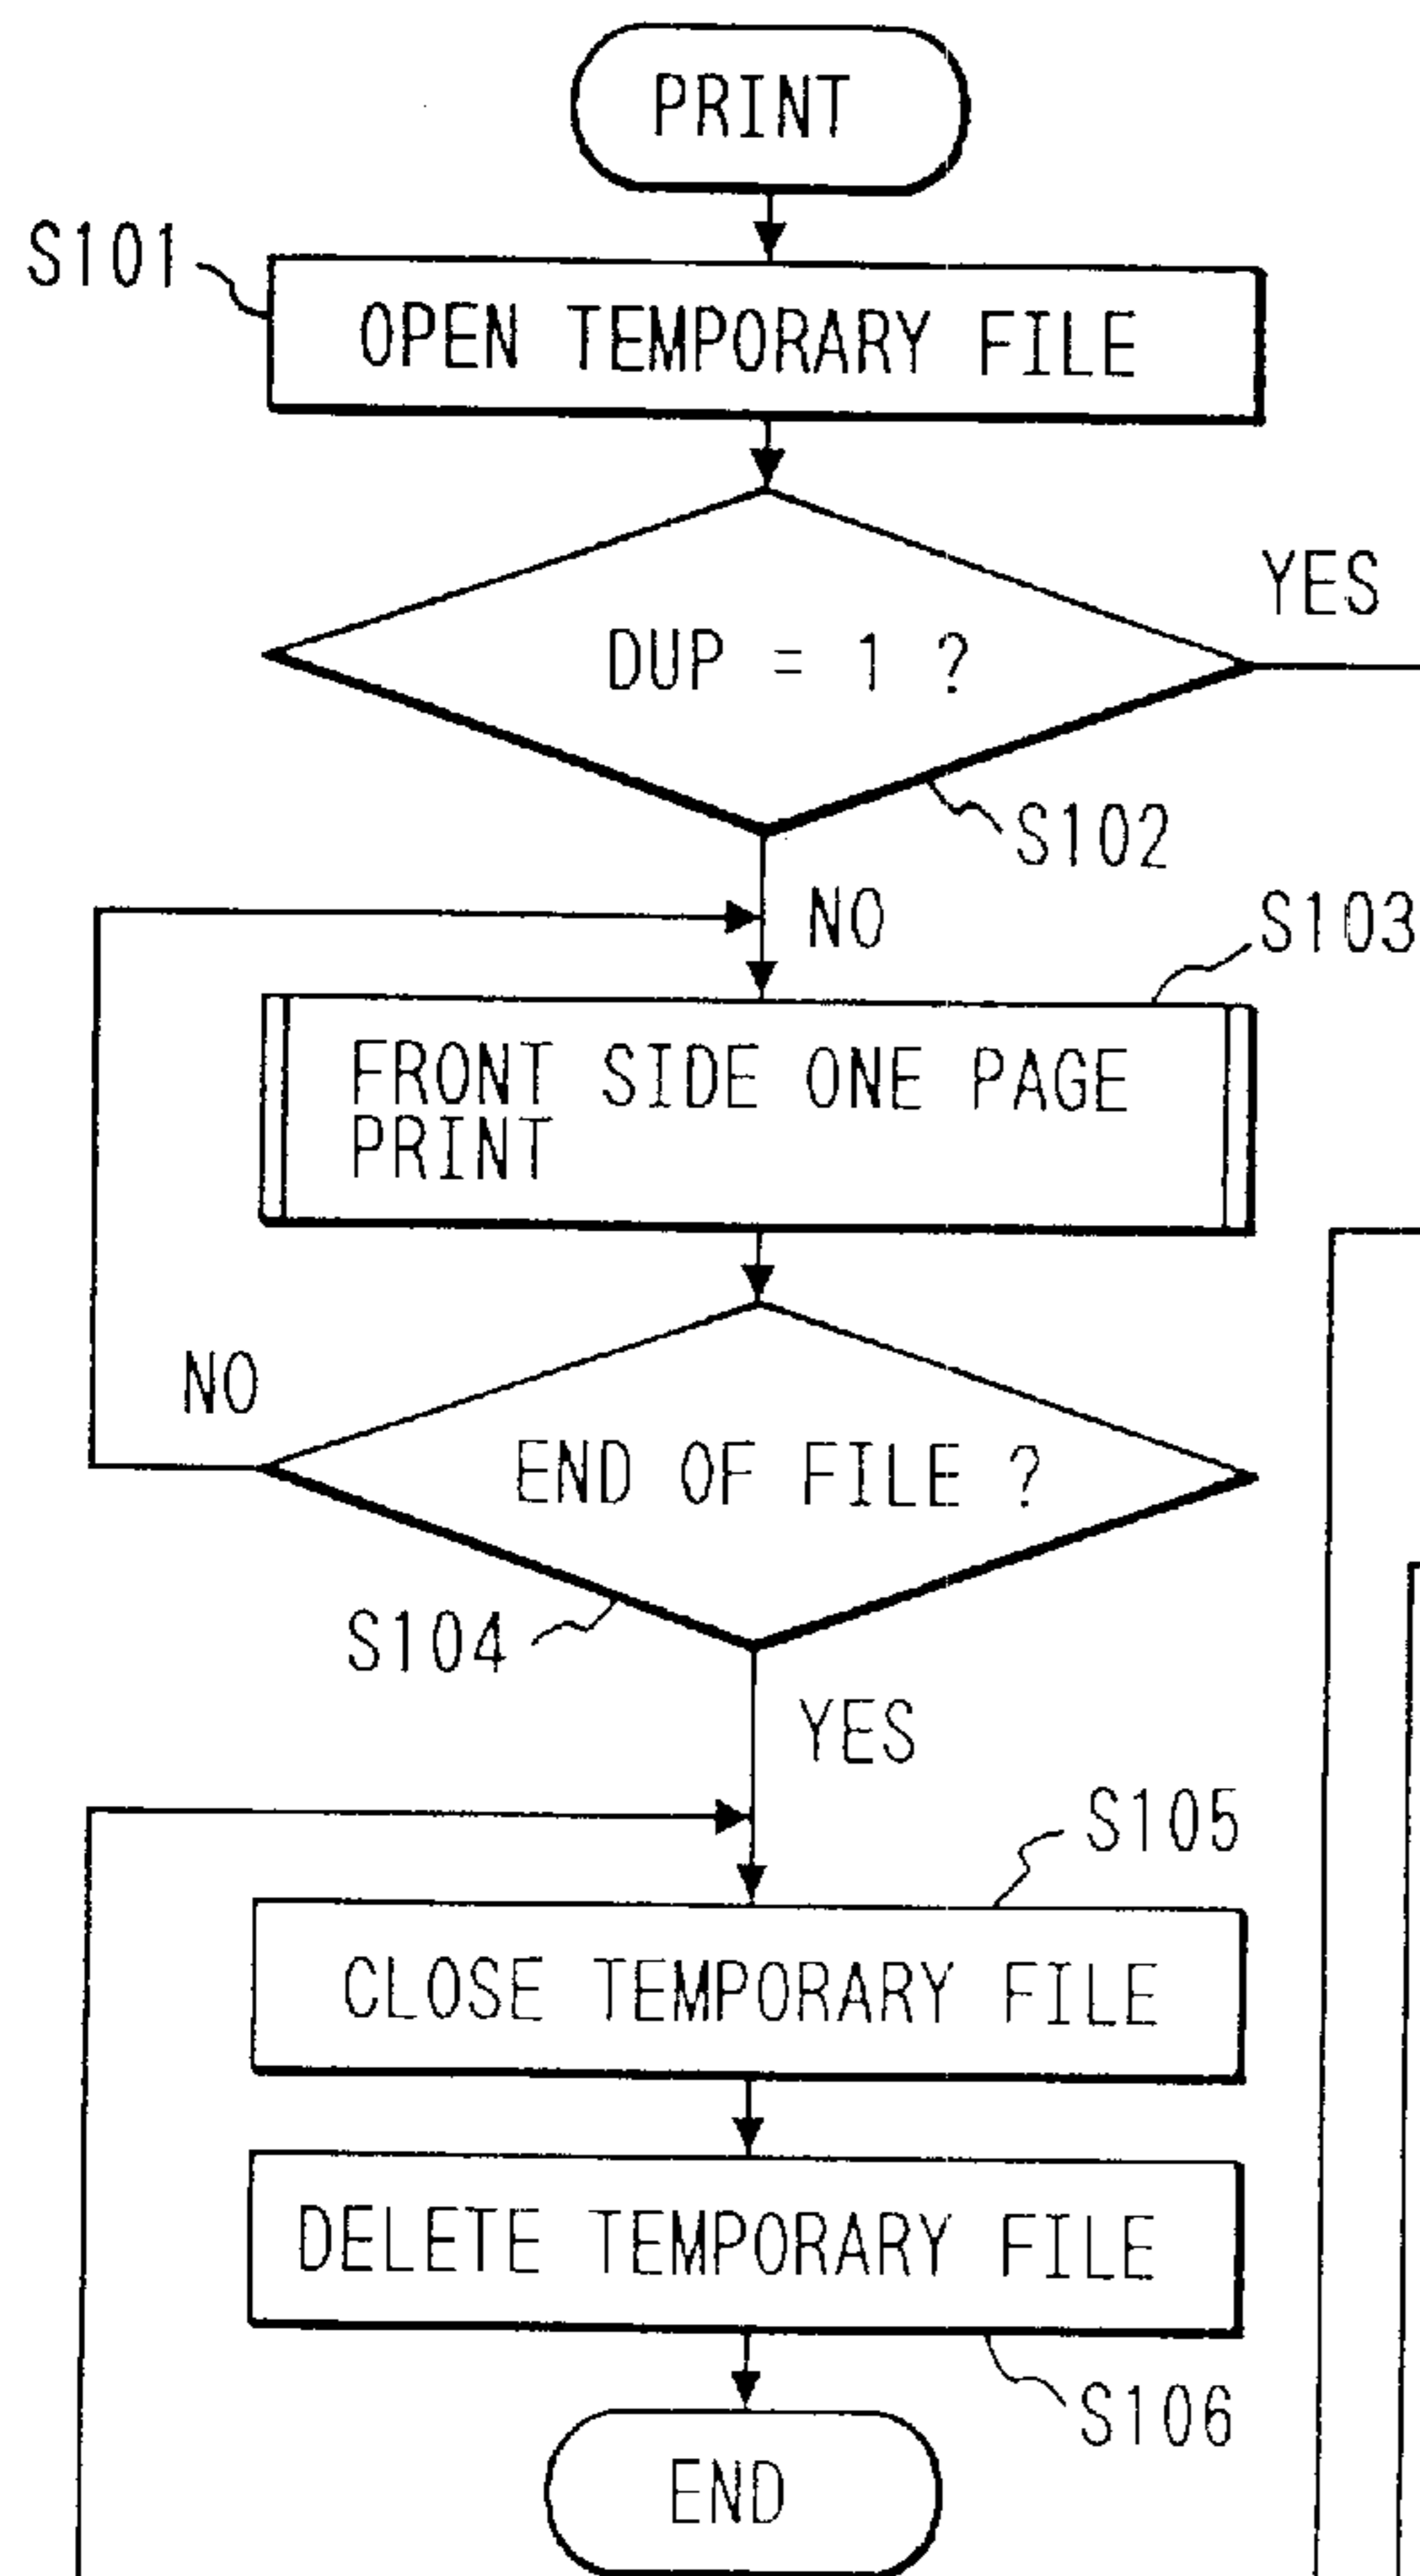 PRINT
S101
OPEN TEMPORARY FILE
YES
DUP = 1 ?
S102
NO
S103
FRONT SIDE ONE PAGE
PRINT
NO
END OF FILE ?
S104
YES
S105
CLOSE TEMPORARY FILE
DELETE TEMPORARY FILE
S106
END